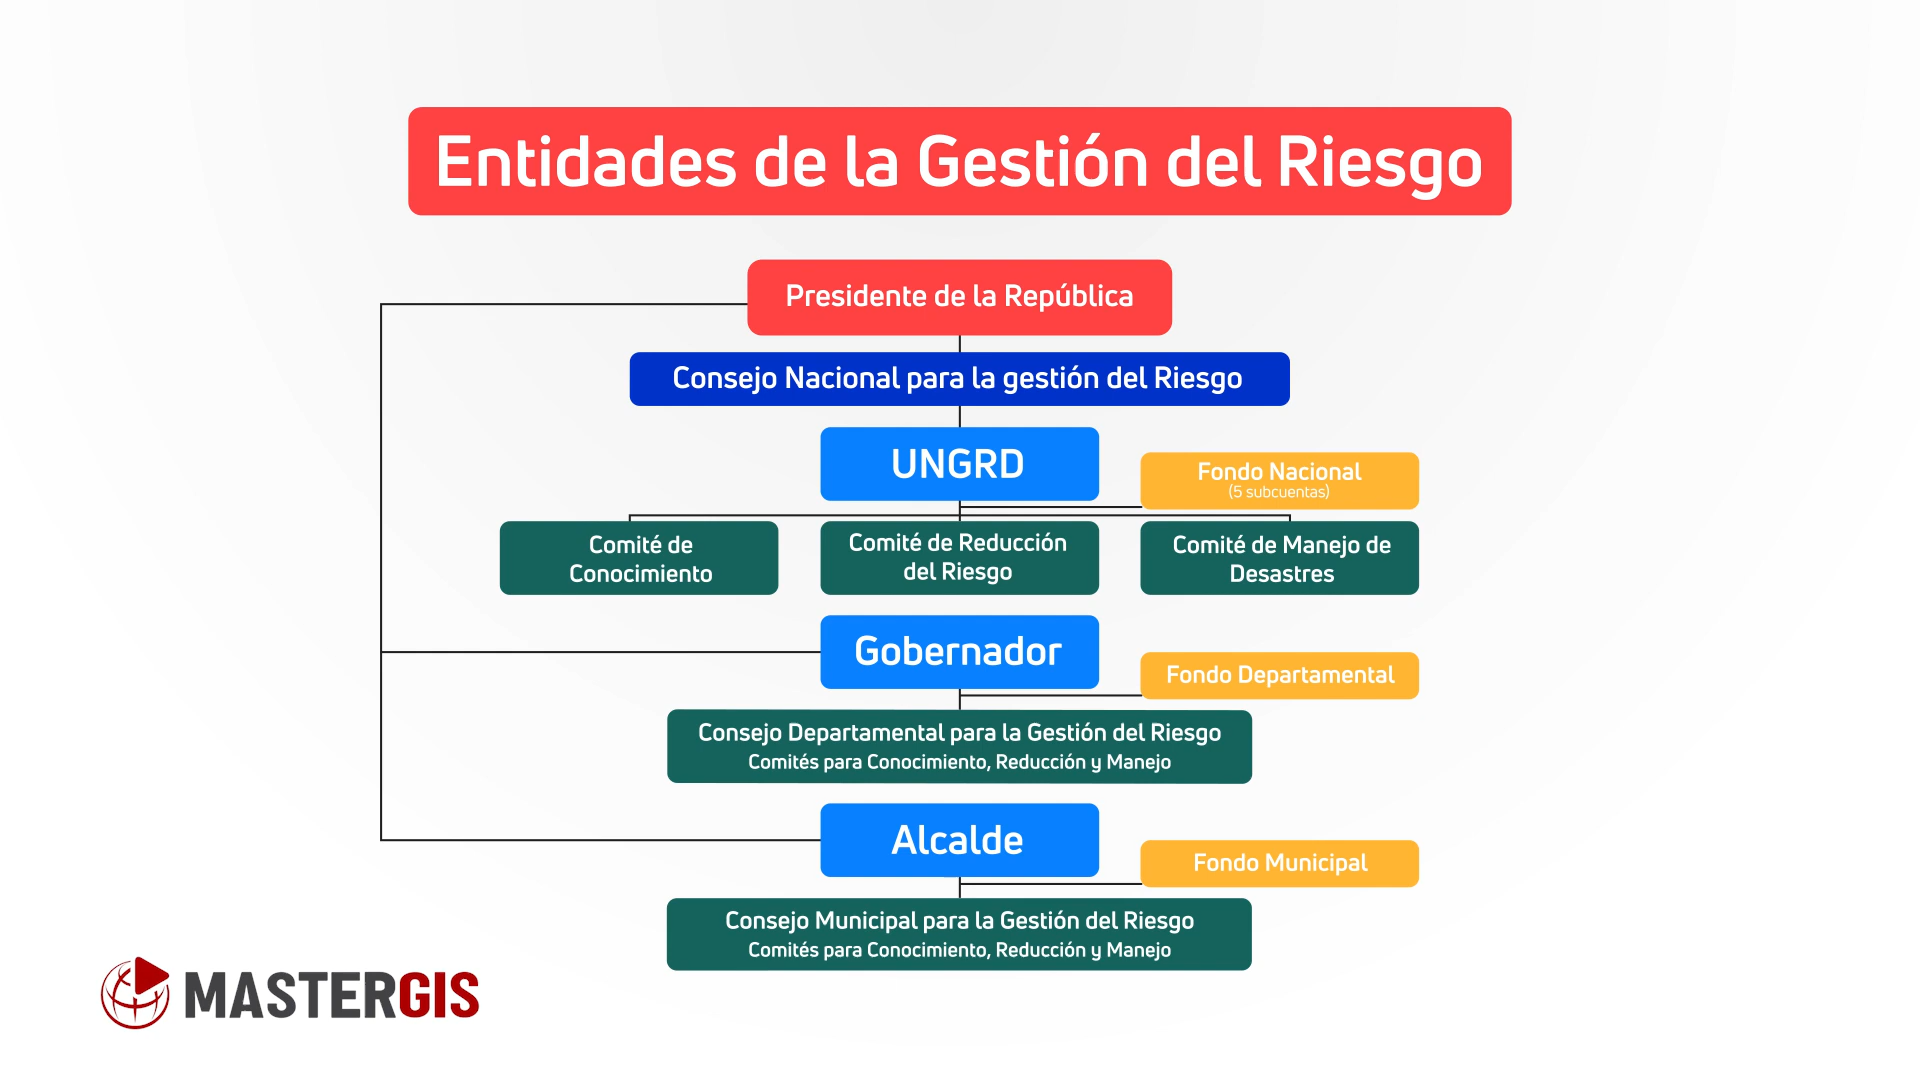 Entidades de la Gestión del Riesgo
Presidente de la República
Consejo Nacional para la gestión del Riesgo
UNGRD
Fondo Nacional
(5 subcuentas)
Comité de
Conocimiento
Comité de Reducción
del Riesgo
Comité de Manejo de
Desastres
Gobernador
Fondo Departamental
Consejo Departamental para la Gestión del Riesgo
Comités para Conocimiento, Reducción y Manejo
Alcalde
Fondo Municipal
Consejo Municipal para la Gestión del Riesgo
Comités para Conocimiento, Reducción y Manejo
MASTERGIS